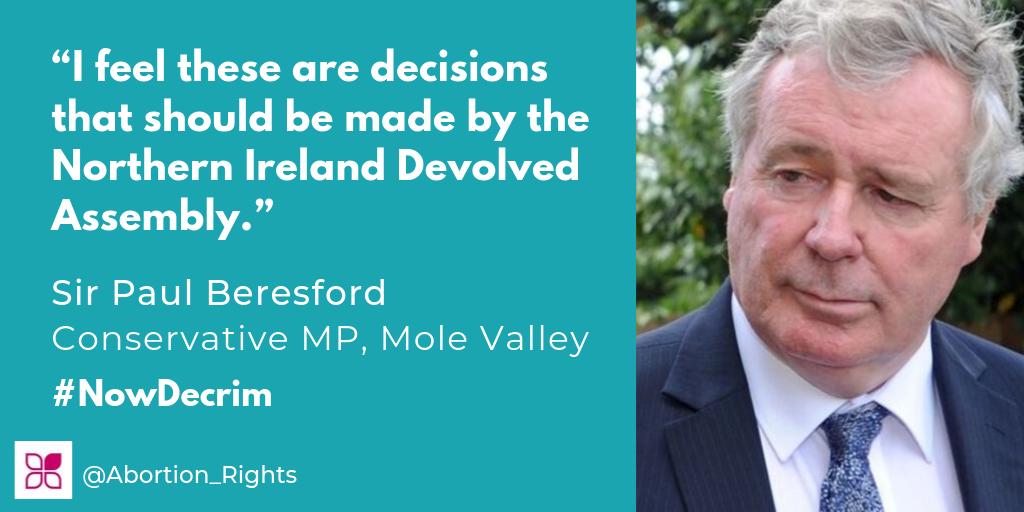 “I feel these are decisions
that should be made by the
Northern Ireland Devolved
Assembly.”
Sir Paul Beresford
Conservative MP, Mole Valley
#NowDecrim
@Abortion_Rights